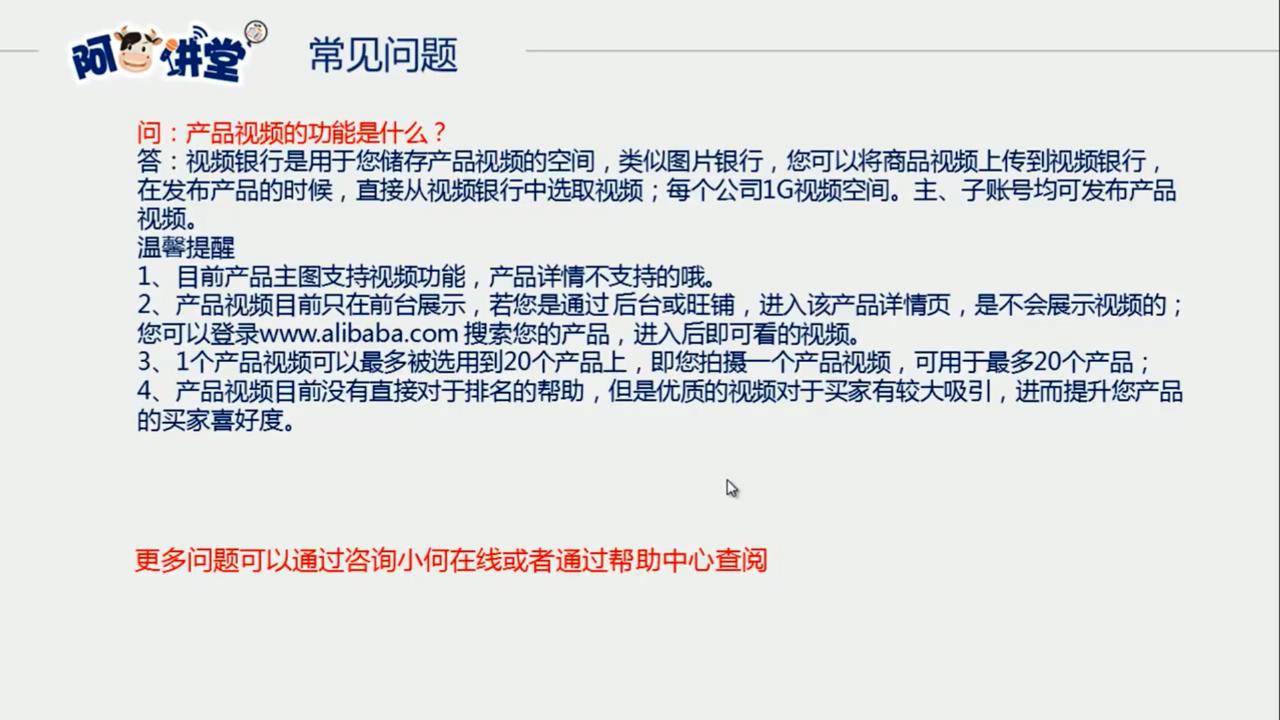 阿牛讲堂
常见问题
问：产品视频的功能是什么？
答：视频银行是用于您储存产品视频的空间，类似图片银行，您可以将商品视频上传到视频银行，
在发布产品的时候，直接从视频银行中选取视频；每个公司1G视频空间。主、子账号均可发布产品
视频。
温馨提醒
1、目前产品主图支持视频功能，产品详情不支持的哦。
2、产品视频目前只在前台展示，若您是通过后台或旺铺，进入该产品详情页，是不会展示视频的；
您可以登录www.alibaba.com 搜索您的产品，进入后即可看的视频。
3、1个产品视频可以最多被选用到20个产品上，即您拍摄一个产品视频，可用于最多20个产品；
4、产品视频目前没有直接对于排名的帮助，但是优质的视频对于买家有较大吸引，进而提升您产品
的买家喜好度。
更多问题可以通过咨询小何在线或者通过帮助中心查阅